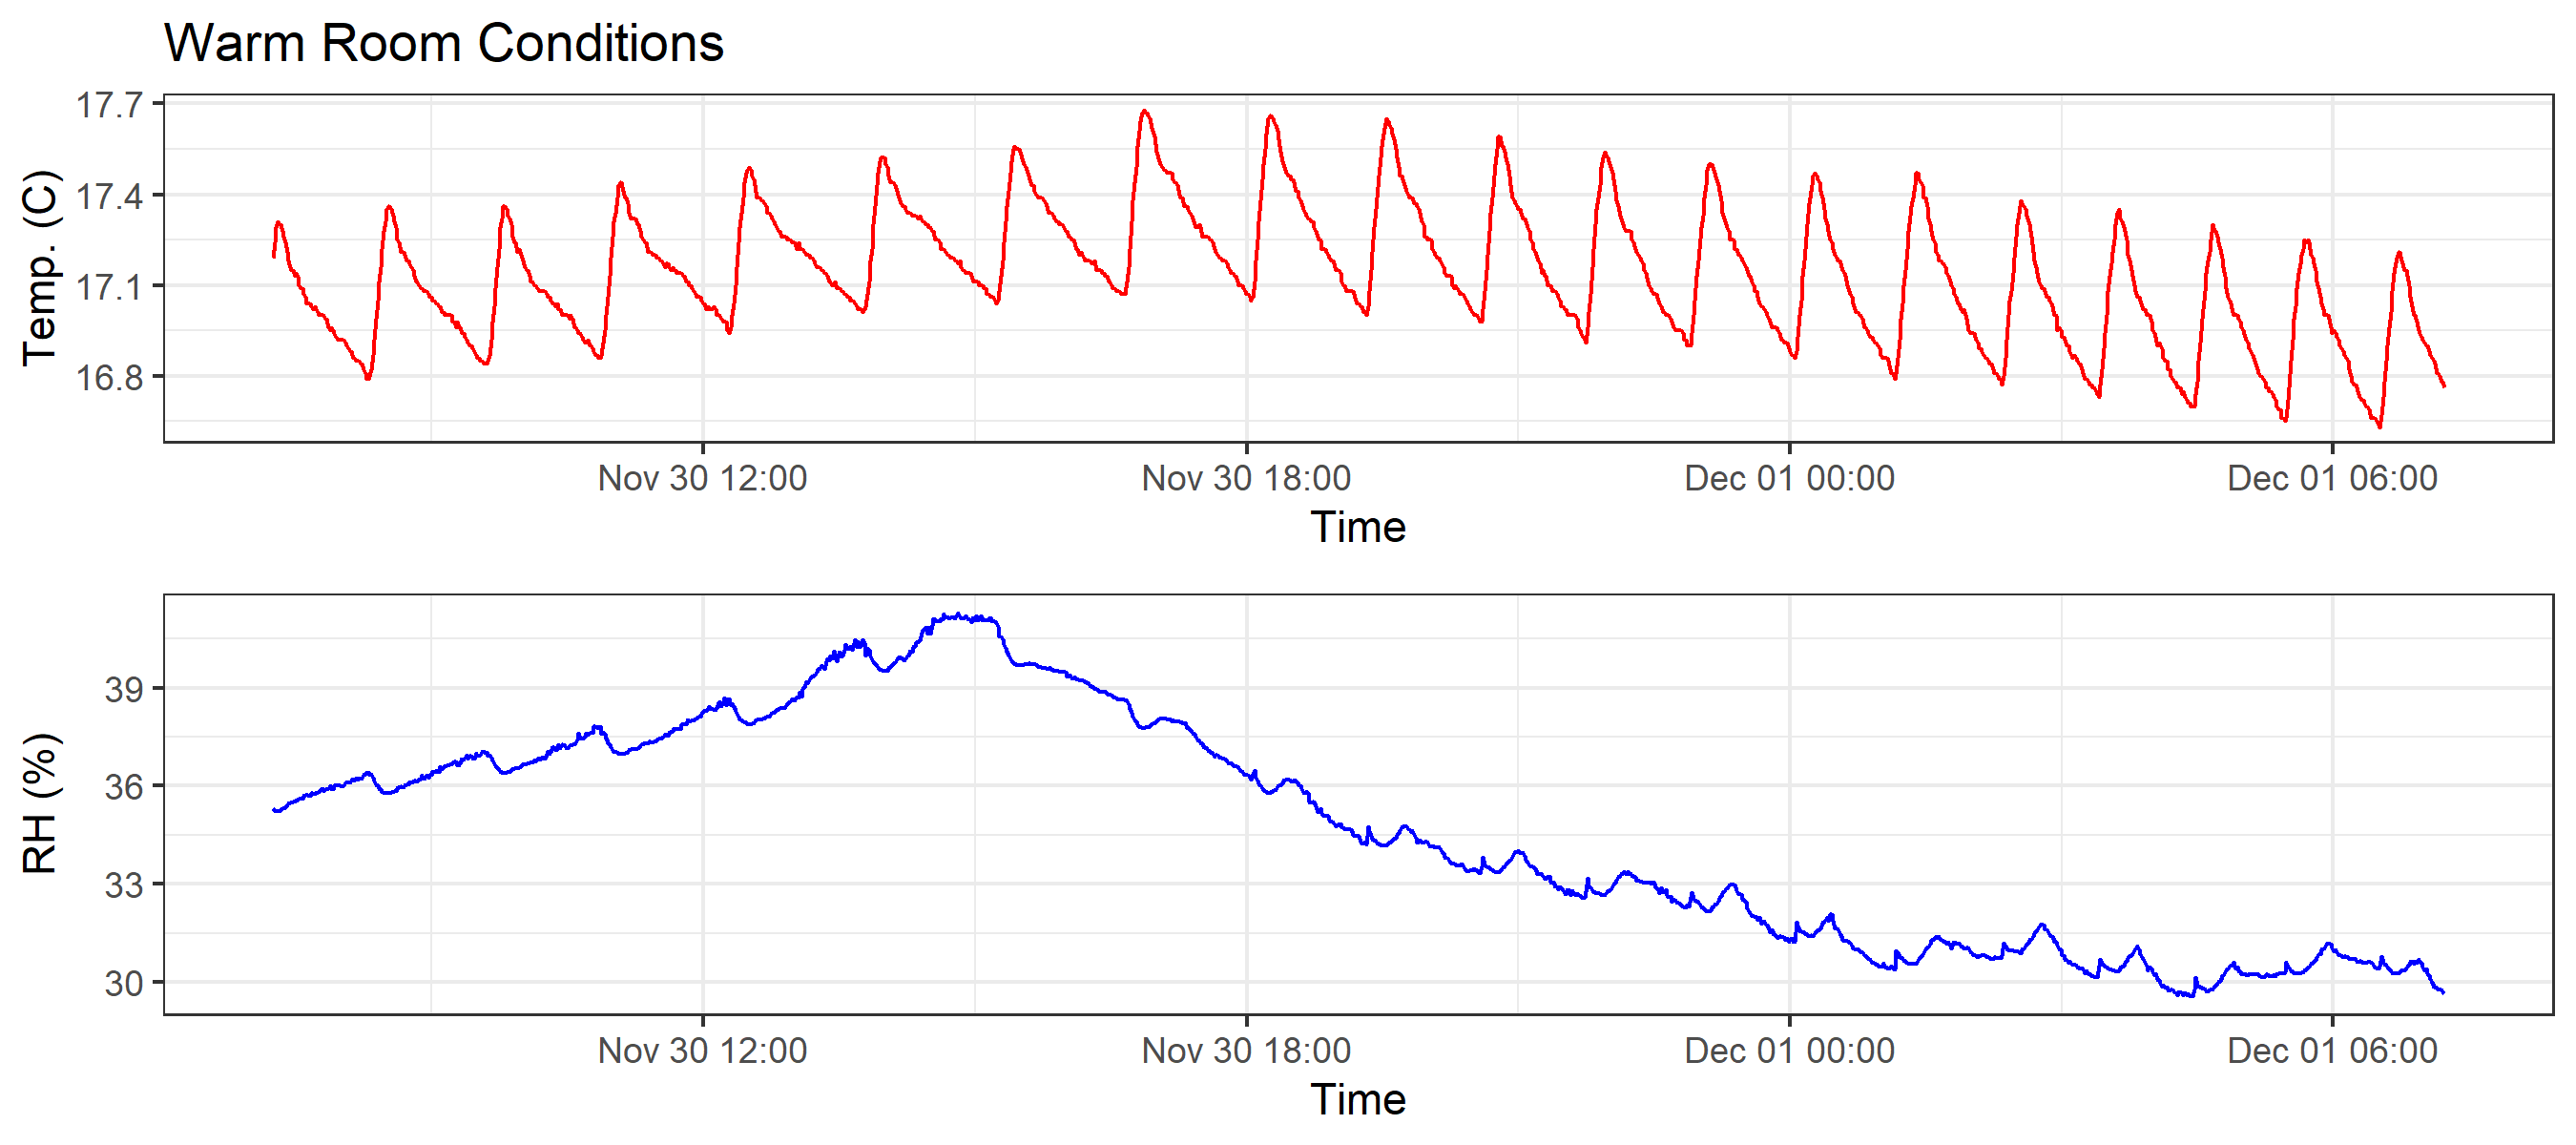 Warm Room Conditions
Temp. (C)
17.7
17.4
17.1
16.8
Nov 30 12:00 Nov 30 18:00 Dec 01 00:00 Dec 01 06:00
Time
RH (%)
39
36
33
30
Nov 30 12:00 Nov 30 18:00 Dec 01 00:00 Dec 01 06:00
Time